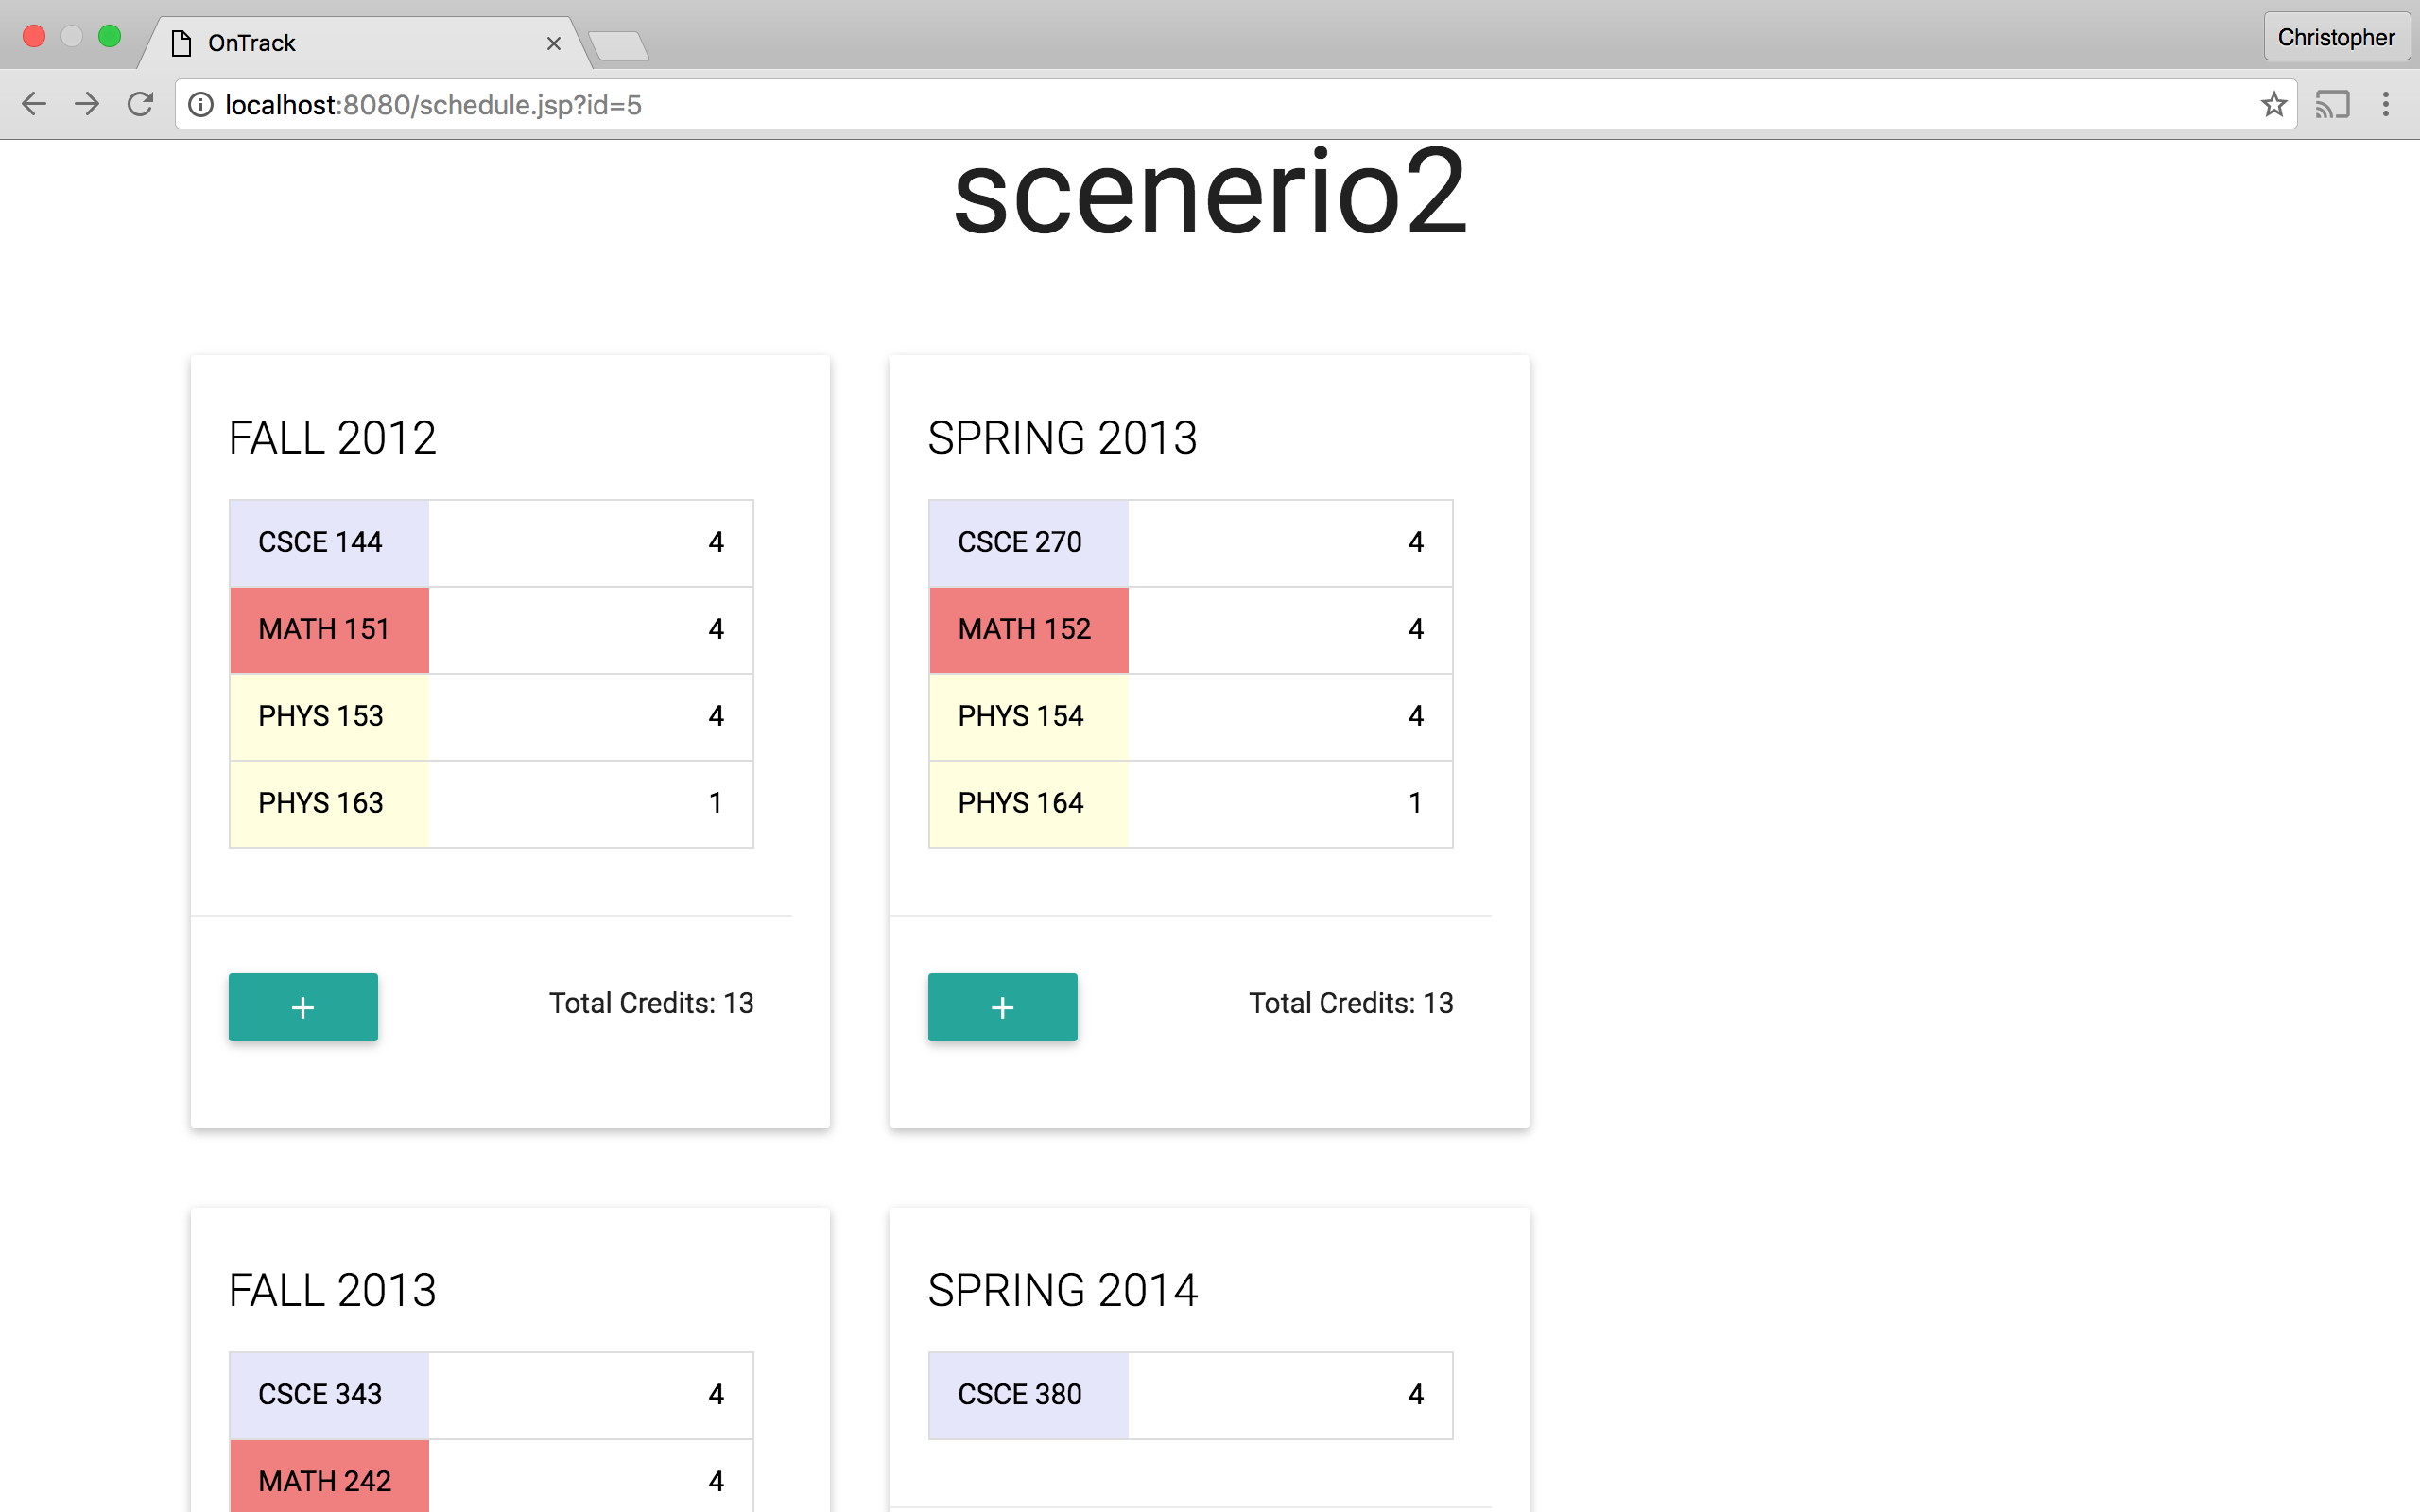 OnTrack
Christopher
localhost:8080/schedule.jsp?id=5
scenerio2
FALL 2012
CSCE 144 4
MATH 151 4
PHYS 153 4
PHYS 163 1
+ Total Credits: 13
SPRING 2013
CSCE 270 4
MATH 152 4
PHYS 154 4
PHYS 164 1
+ Total Credits: 13
FALL 2013
CSCE 343 4
MATH 242 4
SPRING 2014
CSCE 380 4